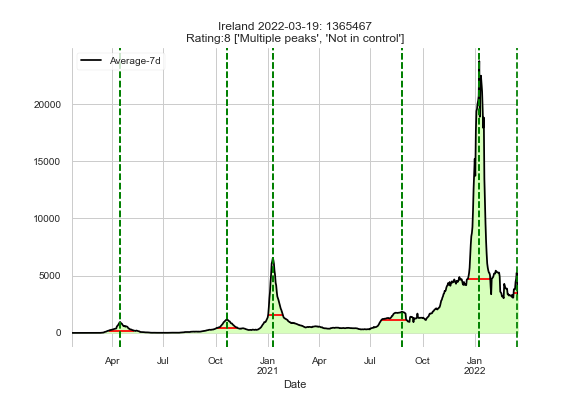 Ireland 2022-03-19: 1365467
Rating:8 ['Multiple peaks', 'Not in control']
Average-7d
20000
15000
10000
5000
0
Apr
Jul
Oct
Jan
2021
Apr
Jul
Oct
Jan
2022
Date